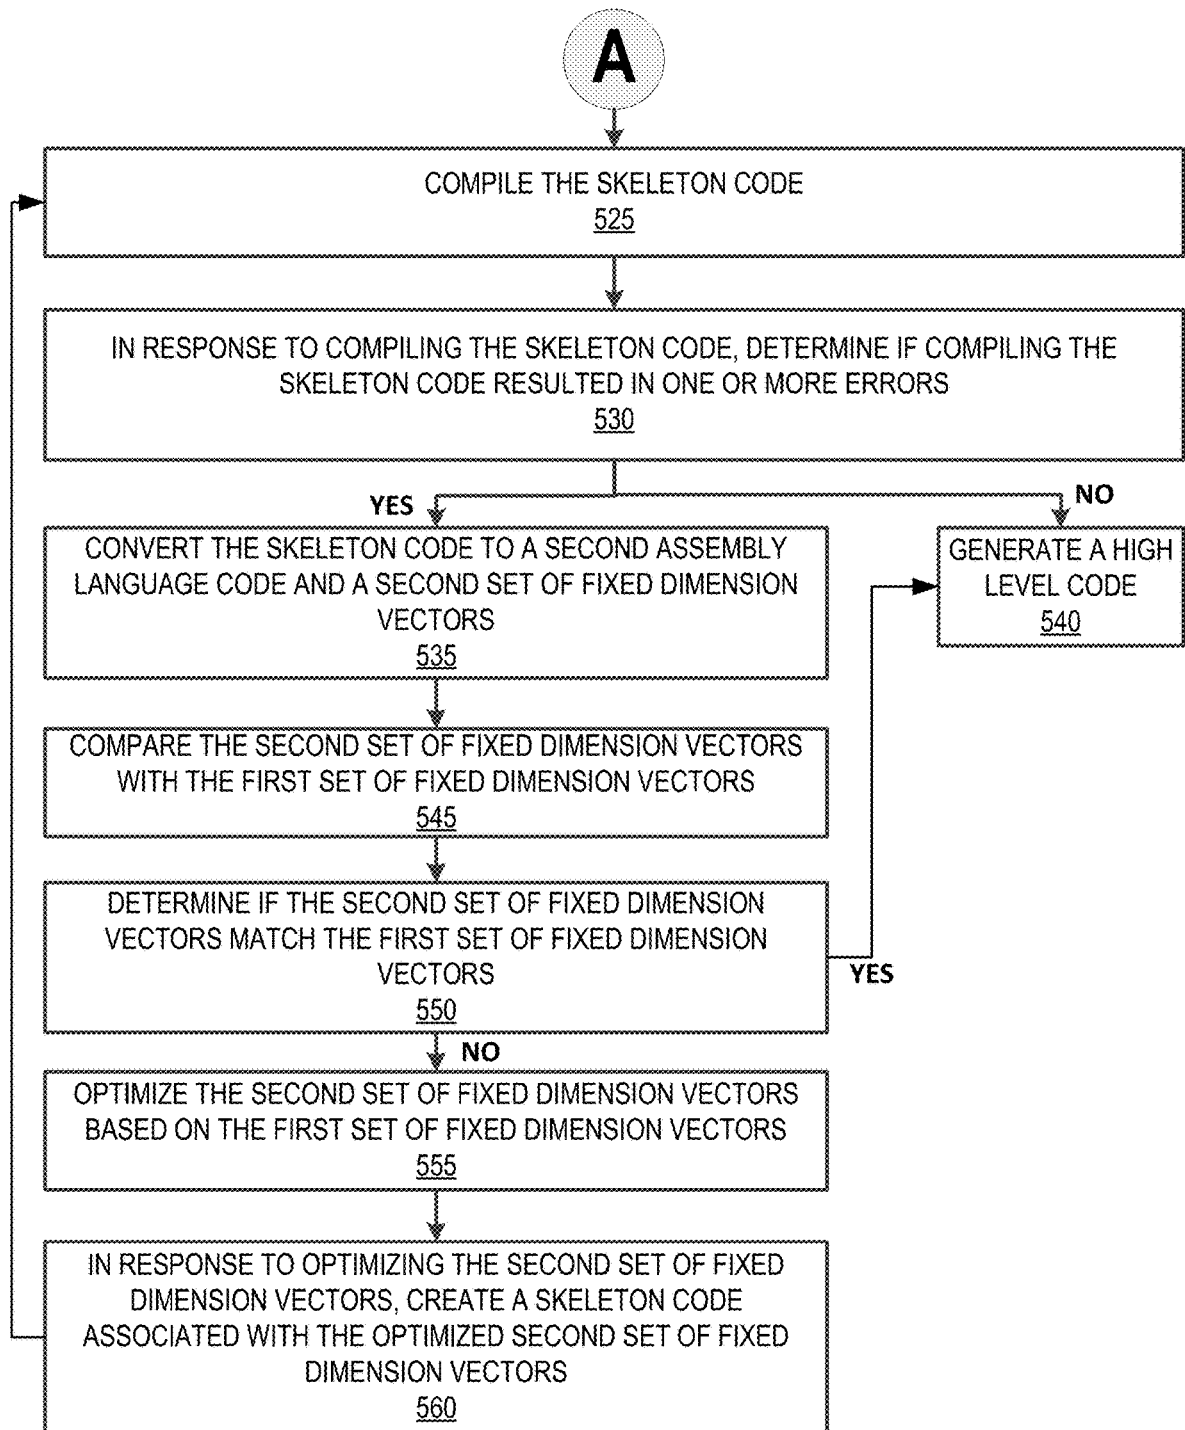 A
COMPILE THE SKELETON CODE
525
IN RESPONSE TO COMPILING THE SKELETON CODE, DETERMINE IF COMPILING THE
SKELETON CODE RESULTED IN ONE OR MORE ERRORS
530
YES
NO
CONVERT THE SKELETON CODE TO A SECOND ASSEMBLY
LANGUAGE CODE AND A SECOND SET OF FIXED DIMENSION
VECTORS
535
GENERATE A HIGH
LEVEL CODE
540
COMPARE THE SECOND SET OF FIXED DIMENSION VECTORS
WITH THE FIRST SET OF FIXED DIMENSION VECTORS
545
DETERMINE IF THE SECOND SET OF FIXED DIMENSION
VECTORS MATCH THE FIRST SET OF FIXED DIMENSION
VECTORS
550
YES
NO
OPTIMIZE THE SECOND SET OF FIXED DIMENSION VECTORS
BASED ON THE FIRST SET OF FIXED DIMENSION VECTORS
555
IN RESPONSE TO OPTIMIZING THE SECOND SET OF FIXED
DIMENSION VECTORS, CREATE A SKELETON CODE
ASSOCIATED WITH THE OPTIMIZED SECOND SET OF FIXED
DIMENSION VECTORS
560